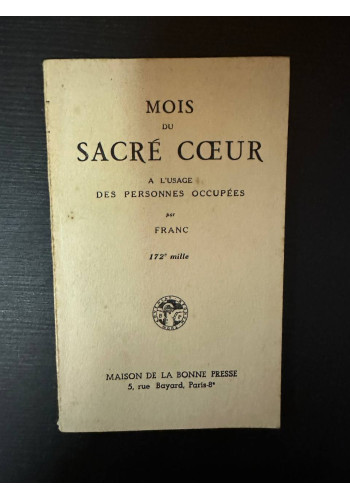 MOIS
DU
SACRÉ CŒUR
A L'USAGE
DES PERSONNES OCCUPÉES
par
FRANC
172e mille
MAISON DE LA BONNE PRESSE
5, rue Bayard, Paris-8e